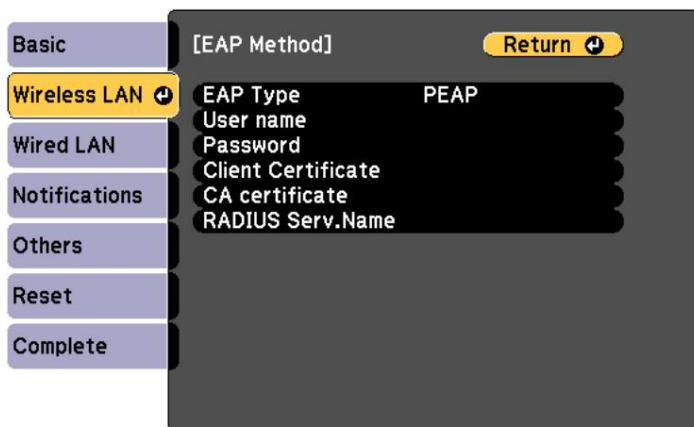 Basic
Wireless LAN
Wired LAN
Notifications
Others
Reset
Complete
[EAP Method]
Return
EAP Type PEAP
User name
Password
Client Certificate
CA certificate
RADIUS Serv.Name